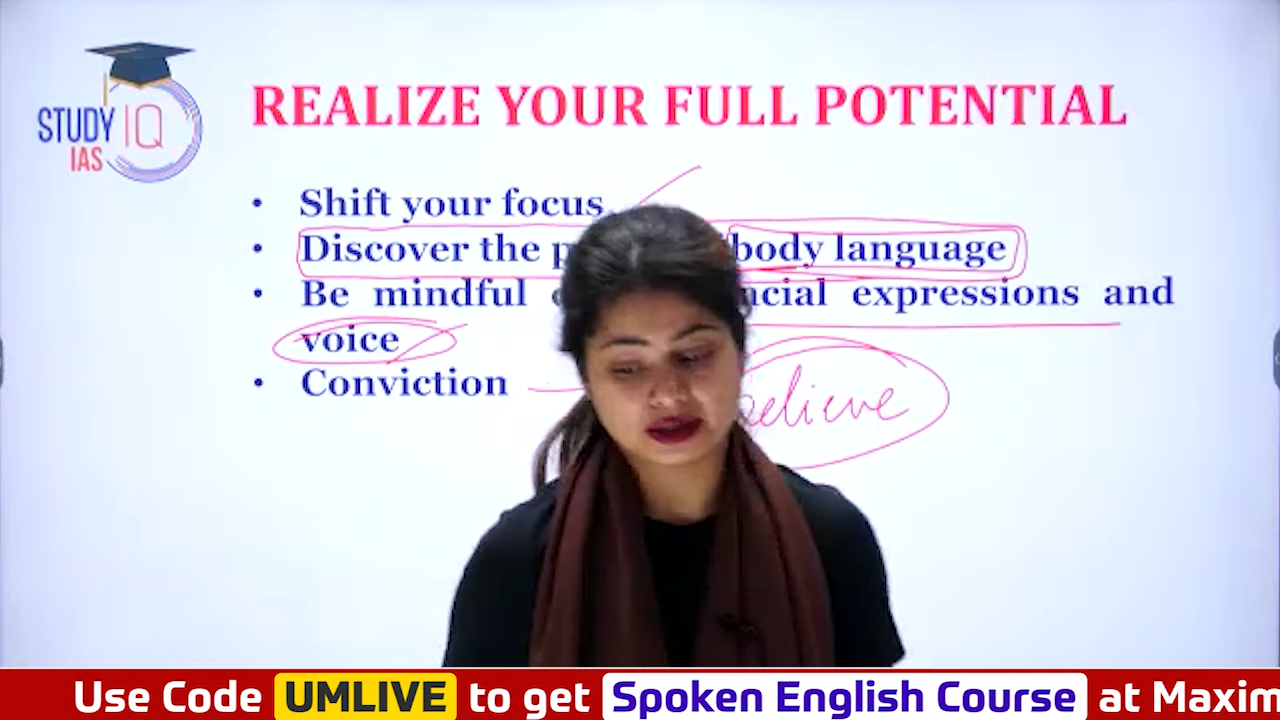 STUDY IQ
IAS
REALIZE YOUR FULL POTENTIAL
• Shift your focus
• Discover the body language
• Be mindful expressions and
voice
• Conviction
Use Code UMLIVE to get Spoken English Course at